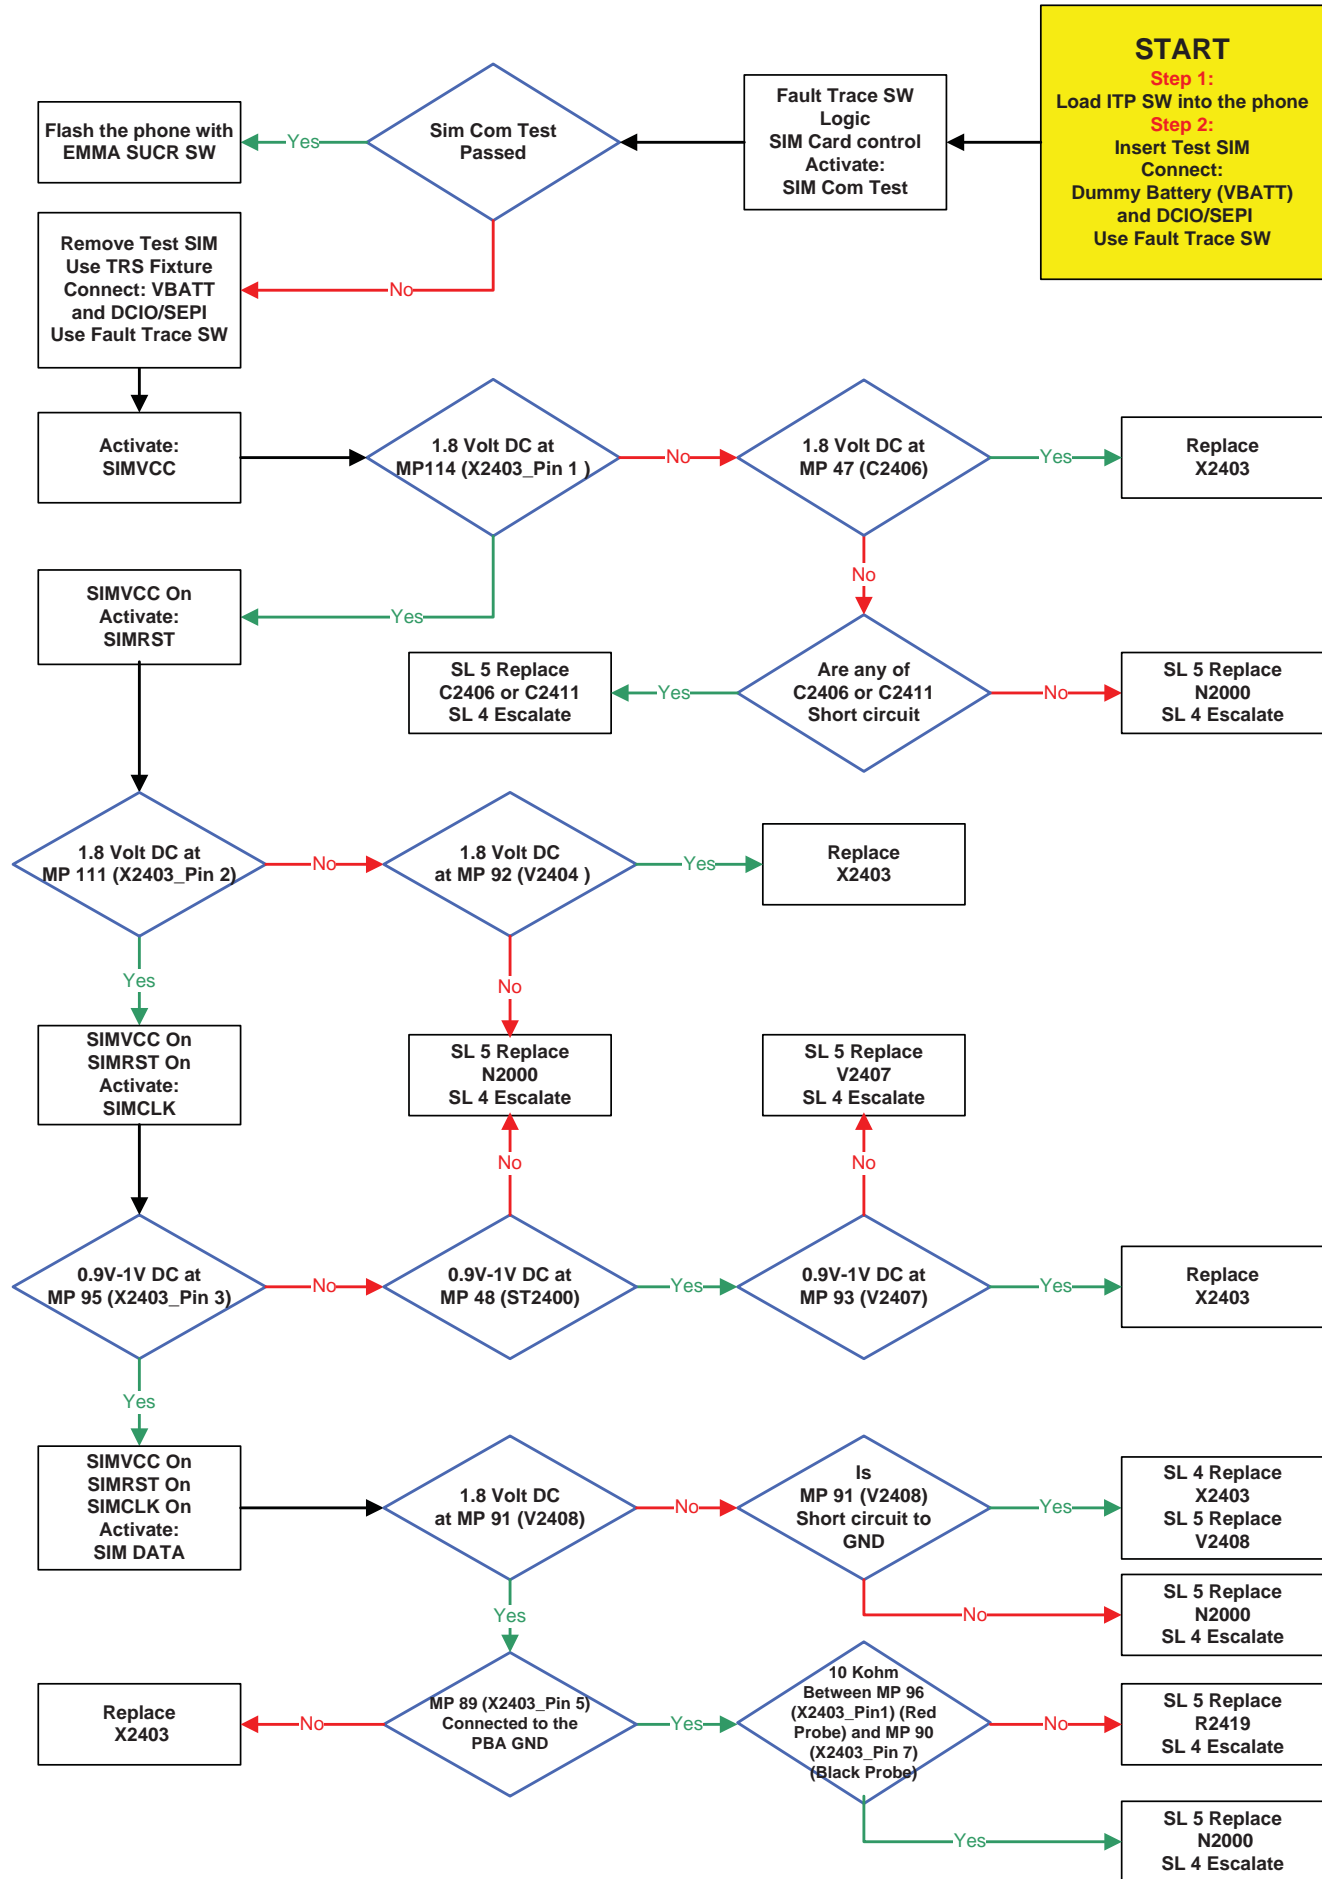 START
Step 1:
Load ITP SW into the phone
Step 2:
Insert Test SIM
Connect:
Dummy Battery (VBATT)
and DCIO/SEPI
Use Fault Trace SW
Fault Trace SW
Logic
SIM Card control
Activate:
SIM Com Test
Sim Com Test
Passed
Yes
Flash the phone with
EMMA SUCR SW
No
Remove Test SIM
Use TRS Fixture
Connect: VBATT
and DCIO/SEPI
Use Fault Trace SW
Activate:
SIMVCC
1.8 Volt DC at
MP114 (X2403_Pin 1 )
No
1.8 Volt DC at
MP 47 (C2406)
Yes
Replace
X2403
No
Yes
SIMVCC On
Activate:
SIMRST
Are any of
C2406 or C2411
Short circuit
Yes
SL 5 Replace
C2406 or C2411
SL 4 Escalate
No
SL 5 Replace
N2000
SL 4 Escalate
1.8 Volt DC at
MP 111 (X2403_Pin 2)
No
1.8 Volt DC
at MP 92 (V2404 )
Yes
Replace
X2403
Yes
No
SIMVCC On
SIMRST On
Activate:
SIMCLK
SL 5 Replace
N2000
SL 4 Escalate
SL 5 Replace
V2407
SL 4 Escalate
No
No
0.9V-1V DC at
MP 95 (X2403_Pin 3)
No
0.9V-1V DC at
MP 48 (ST2400)
Yes
0.9V-1V DC at
MP 93 (V2407)
Yes
Replace
X2403
Yes
SIMVCC On
SIMRST On
SIMCLK On
Activate:
SIM DATA
1.8 Volt DC
at MP 91 (V2408)
No
Is
MP 91 (V2408)
Short circuit to
GND
Yes
SL 4 Replace
X2403
SL 5 Replace
V2408
No
SL 5 Replace
N2000
SL 4 Escalate
Yes
MP 89 (X2403_Pin 5)
Connected to the
PBA GND
No
Replace
X2403
Yes
10 Kohm
Between MP 96
(X2403_Pin1) (Red
Probe) and MP 90
(X2403_Pin 7)
(Black Probe)
No
SL 5 Replace
R2419
SL 4 Escalate
Yes
SL 5 Replace
N2000
SL 4 Escalate